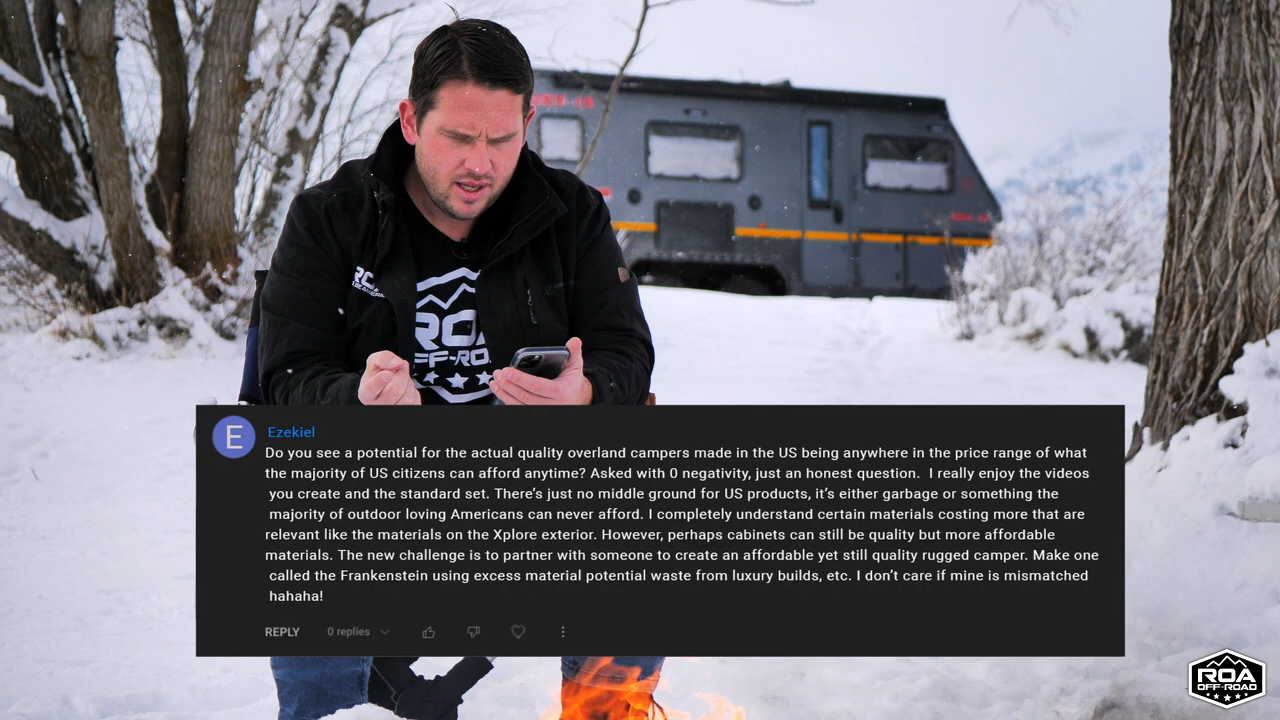 ROA
OFF-ROAD
E
Ezekiel
Do you see a potential for the actual quality overland campers made in the US being anywhere in the price range of what
the majority of US citizens can afford anytime? Asked with 0 negativity, just an honest question. I really enjoy the videos
you create and the standard set. There's just no middle ground for US products, it's either garbage or something the
majority of outdoor loving Americans can never afford. I completely understand certain materials costing more that are
relevant like the materials on the Xplore exterior. However, perhaps cabinets can still be quality but more affordable
materials. The new challenge is to partner with someone to create an affordable yet still quality rugged camper. Make one
called the Frankenstein using excess material potential waste from luxury builds, etc. I don't care if mine is mismatched
hahaha!
REPLY
0 replies
ROA
OFF-ROAD